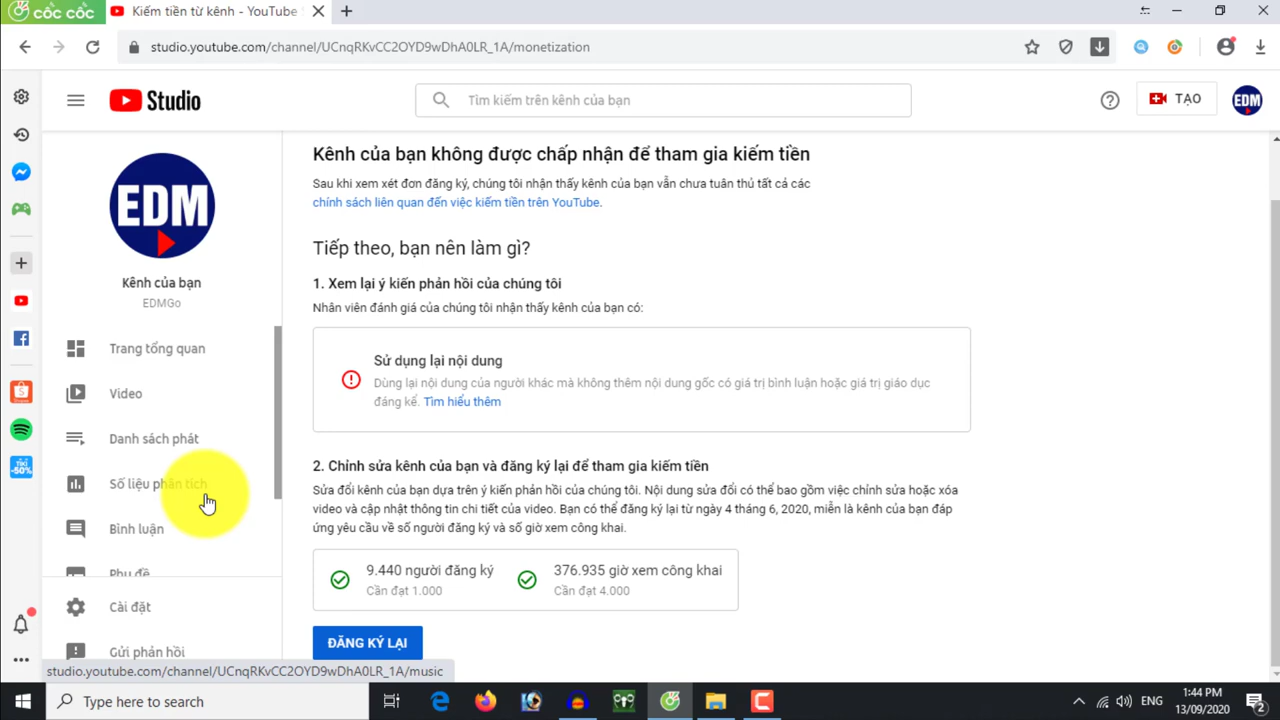 cốc cốc
Kiếm tiền từ kênh - YouTube S
studio.youtube.com/channel/UCnqRKvCC2OYD9wDhA0LR_1A/monetization
Studio
Tìm kiếm trên kênh của bạn
TẠO
EDM
EDM
Kênh của bạn
EDMGo
Trang tổng quan
Video
Danh sách phát
Số liệu phân tích
Bình luận
Phụ đề
Cài đặt
Gửi phản hồi
Kênh của bạn không được chấp nhận để tham gia kiếm tiền
Sau khi xem xét đơn đăng ký, chúng tôi nhận thấy kênh của bạn vẫn chưa tuân thủ tất cả các
chính sách liên quan đến việc kiếm tiền trên YouTube.
Tiếp theo, bạn nên làm gì?
1. Xem lại ý kiến phản hồi của chúng tôi
Nhân viên đánh giá của chúng tôi nhận thấy kênh của bạn có:
Sử dụng lại nội dung
Dùng lại nội dung của người khác mà không thêm nội dung gốc có giá trị bình luận hoặc giá trị giáo dục
đáng kể. Tìm hiểu thêm
2. Chỉnh sửa kênh của bạn và đăng ký lại để tham gia kiếm tiền
Sửa đổi kênh của bạn dựa trên ý kiến phản hồi của chúng tôi. Nội dung sửa đổi có thể bao gồm việc chỉnh sửa hoặc xóa
video và cập nhật thông tin chi tiết của video. Bạn có thể đăng ký lại từ ngày 4 tháng 6, 2020, miễn là kênh của bạn đáp
ứng yêu cầu về số người đăng ký và số giờ xem công khai.
9.440 người đăng ký
Cần đạt 1.000
376.935 giờ xem công khai
Cần đạt 4.000
ĐĂNG KÝ LẠI
studio.youtube.com/channel/UCnqRKvCC2OYD9wDhA0LR_1A/music
TIKI
-50%
Type here to search
ENG
1:44 PM
13/09/2020
2